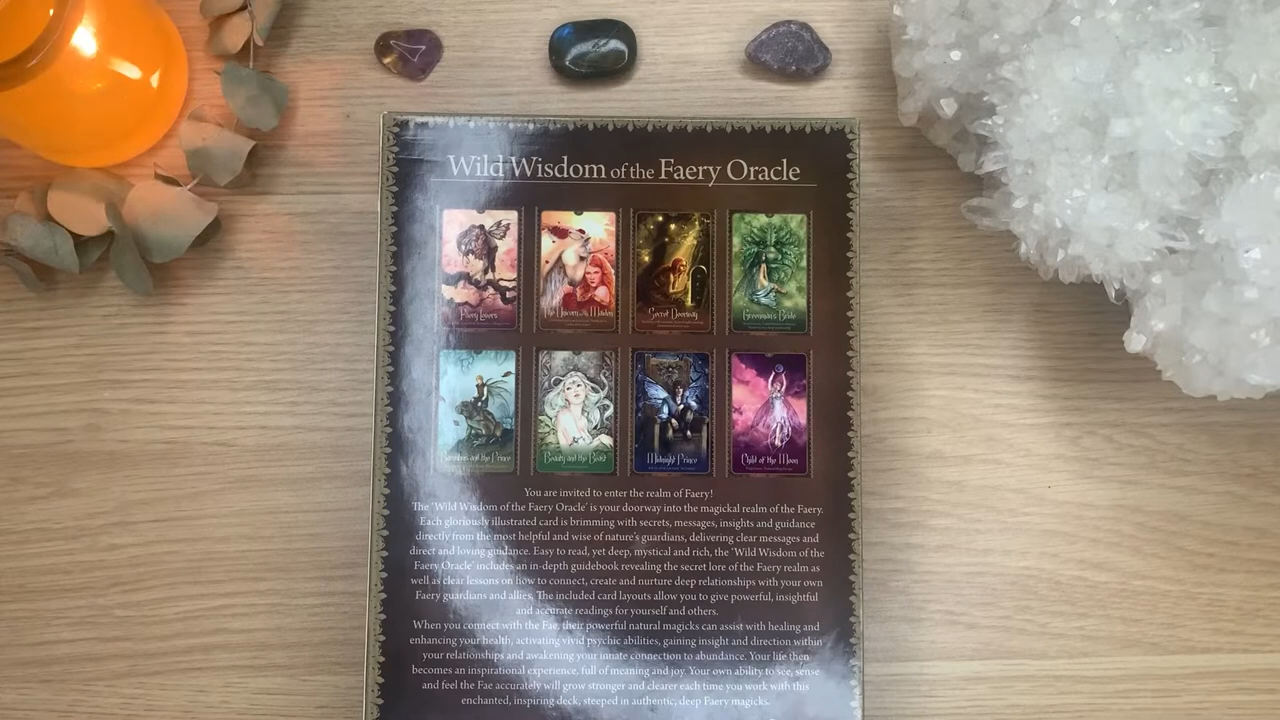 Wild Wisdom of the Faery Oracle
Faery Lovers
The Unicorn and the Maiden
Secret Doorway
Greenman's Bride
and the Prince
Beauty and the Beast
Midnight Prince
Child of the Moon
You are invited to enter the realm of Faery!
The 'Wild Wisdom of the Faery Oracle' is your doorway into the magickal realm of the Faery.
Each gloriously illustrated card is brimming with secrets, messages, insights and guidance
directly from the most helpful and wise of nature's guardians, delivering clear messages and
direct and loving guidance. Easy to read, yet deep, mystical and rich, the 'Wild Wisdom of the
Faery Oracle' includes an in-depth guidebook revealing the secret lore of the Faery realm as
well as clear lessons on how to connect, create and nurture deep relationships with your own
Faery guardians and allies. The included card layouts allow you to give powerful, insightful
and accurate readings for yourself and others.
When you connect with the Fae, their powerful natural magicks can assist with healing and
enhancing your health, activating vivid psychic abilities, gaining insight and direction within
your relationships and awakening your innate connection to abundance. Your life then
becomes an inspirational experience, full of meaning and joy. Your own ability to see, sense
and feel the Fae accurately will grow stronger and clearer each time you work with this
enchanted, inspiring deck, steeped in authentic, deep Faery magicks.